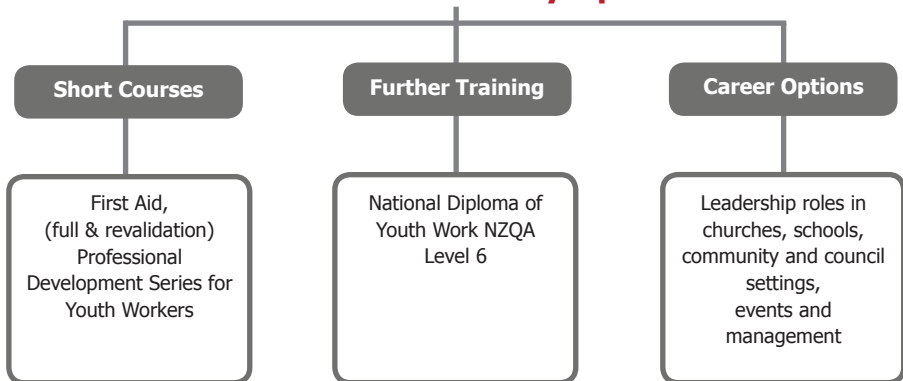 Short Courses
Further Training
Career Options
First Aid,
(full & revalidation)
Professional
Development Series for
Youth Workers
National Diploma of
Youth Work NZQA
Level 6
Leadership roles in
churches, schools,
community and council
settings,
events and
management